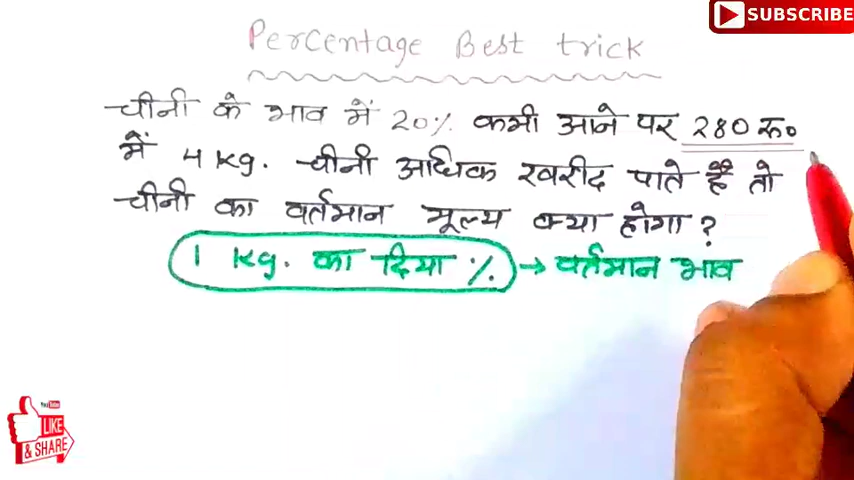 SUBSCRIBE
Percentage Best trick
चीनी के भाव में 20% कमी आने पर 280 रु०
में 4 kg. चीनी अधिक खरीद पाते हैं तो
चीनी का वर्तमान मूल्य क्या होगा?
1 kg. का दिया % → वर्तमान भाव
YouTube
LIKE
& SHARE